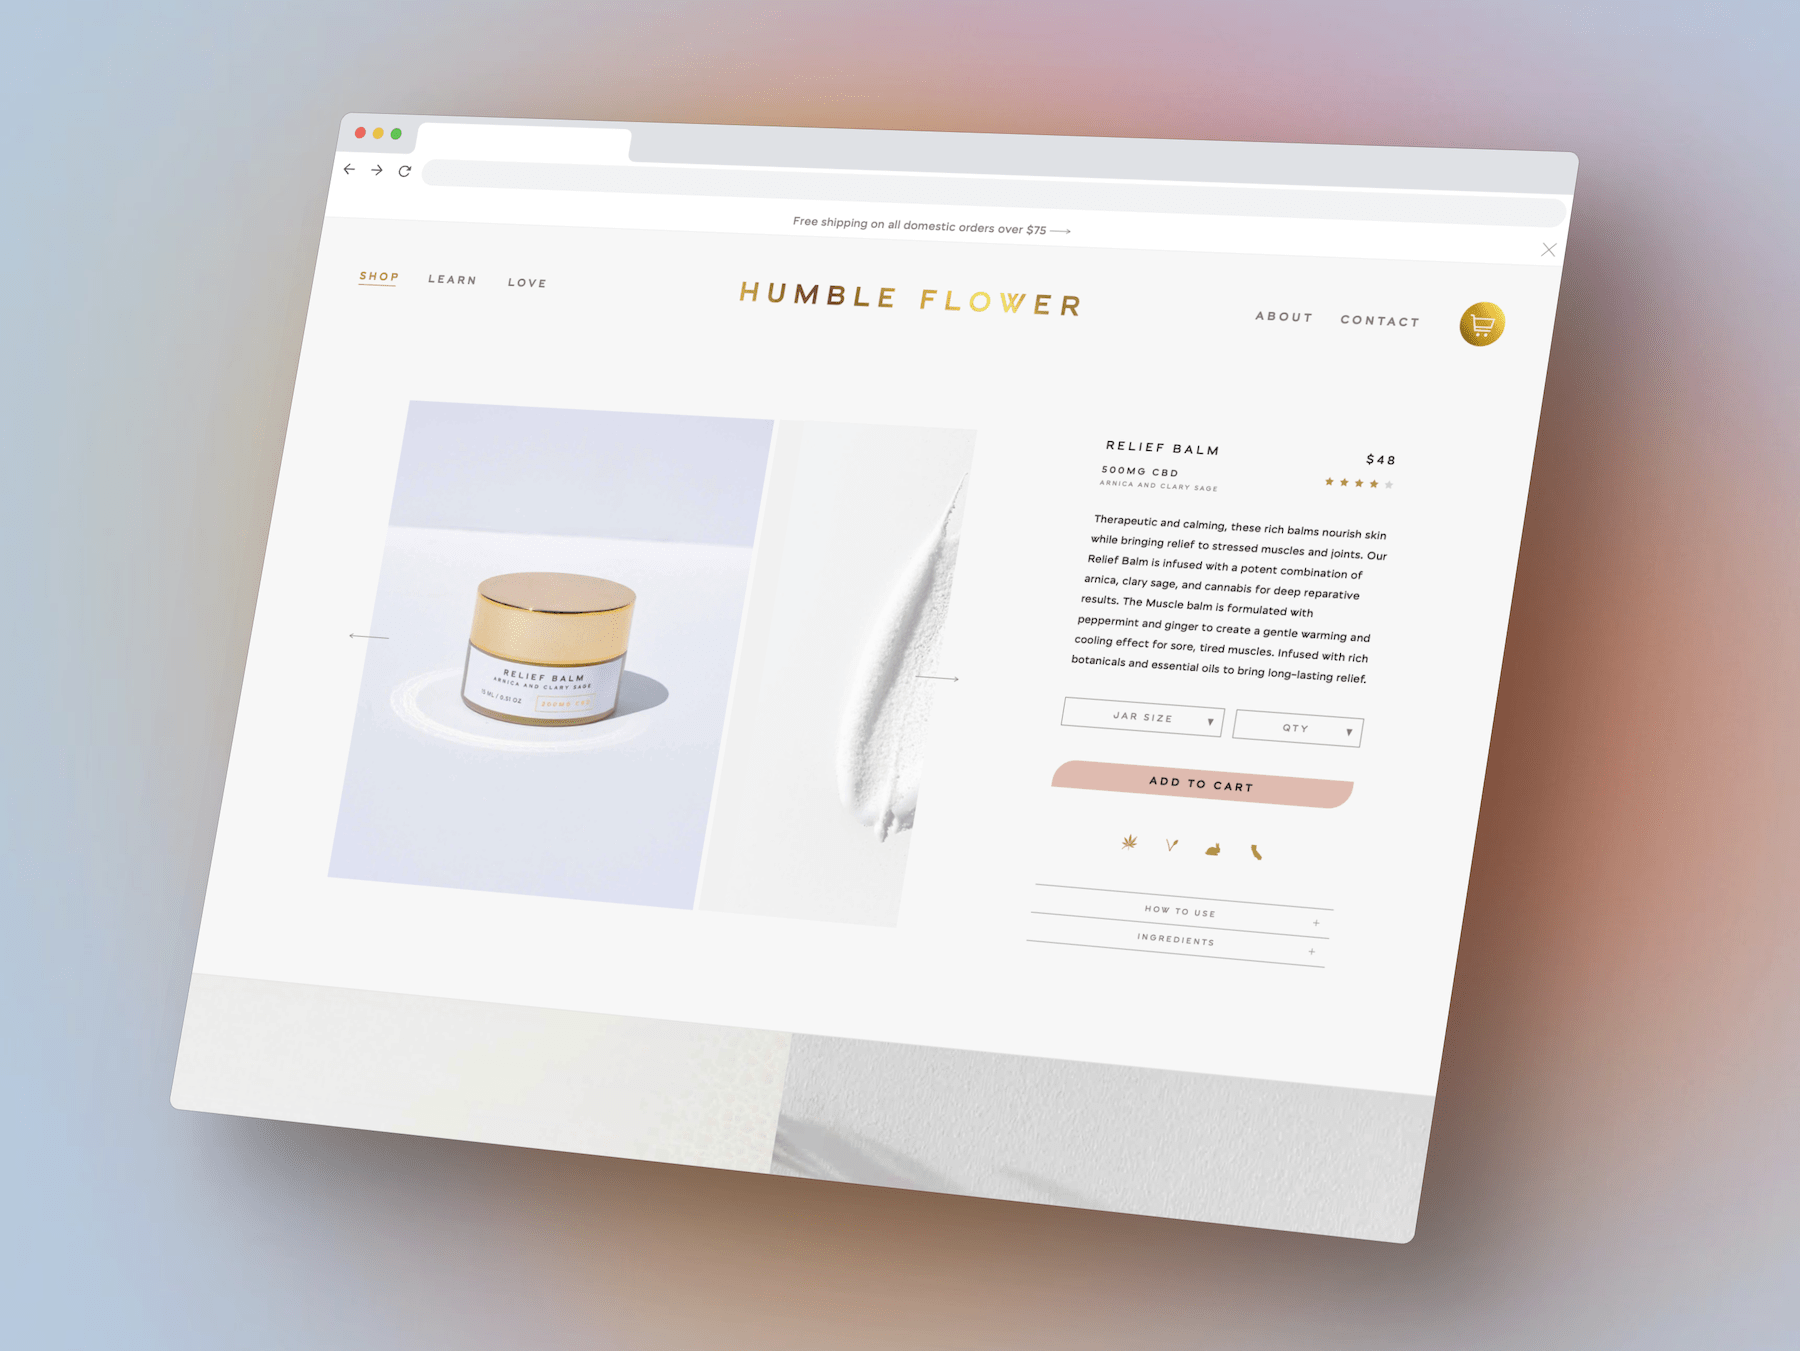 Free shipping on all domestic orders over $75
SHOP
LEARN
LOVE
HUMBLE FLOWER
ABOUT
CONTACT
RELIEF BALM
$48
500MG CBD
ARNICA AND CLARY SAGE
Therapeutic and calming, these rich balms nourish skin
while bringing relief to stressed muscles and joints. Our
Relief Balm is infused with a potent combination of
arnica, clary sage, and cannabis for deep reparative
results. The Muscle balm is formulated with
peppermint and ginger to create a gentle warming and
cooling effect for sore, tired muscles. Infused with rich
botanicals and essential oils to bring long-lasting relief.
RELIEF BALM
ARNICA AND CLARY SAGE
15 ML / 0.51 OZ
JAR SIZE
QTY
ADD TO CART
HOW TO USE
INGREDIENTS